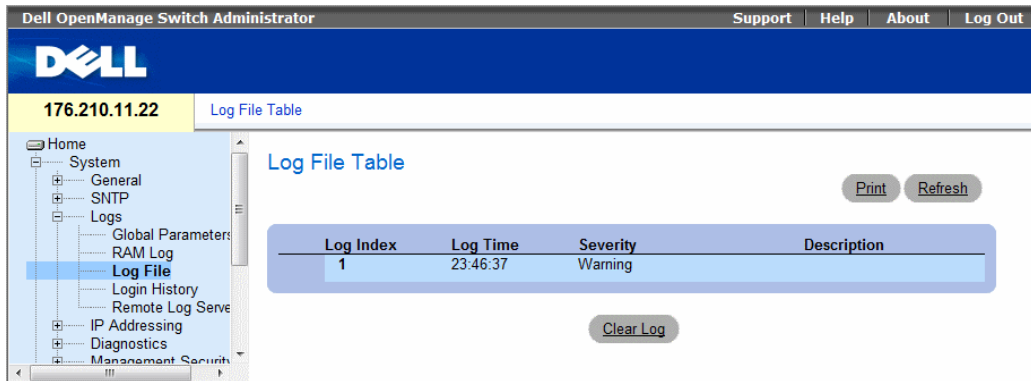 Dell OpenManage Switch Administrator Support Help About Log Out
DELL
176.210.11.22 Log File Table
Home
System
General
SNTP
Logs
Global Parameters
RAM Log
Log File
Login History
Remote Log Serve
IP Addressing
Diagnostics
Management Security
Log File Table
Print Refresh
Log Index Log Time Severity Description
1 23:46:37 Warning
Clear Log